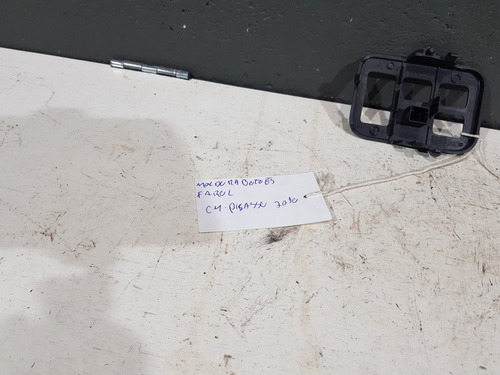 MOLDURA BOTOES
FAROL
C4. PICASSO 2010